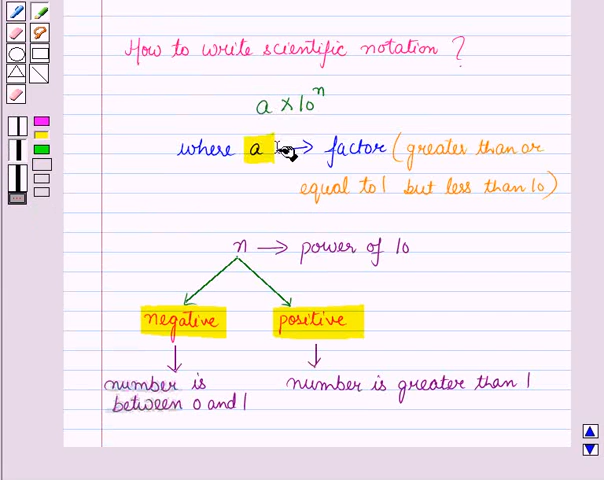 How to write scientific notation ?
a × 10ⁿ
where a → factor (greater than or
equal to 1 but less than 10)
n → power of 10
negative positive
number is number is greater than 1
between 0 and 1